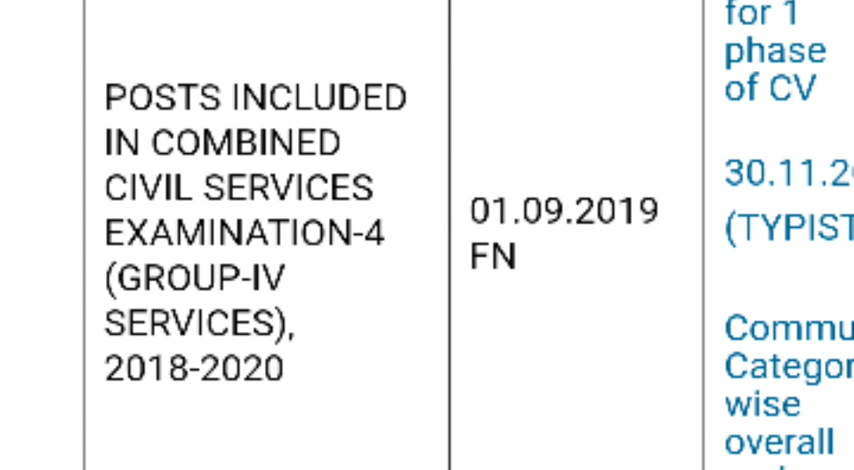 POSTS INCLUDED
IN COMBINED
CIVIL SERVICES
EXAMINATION-4
(GROUP-IV
SERVICES),
2018-2020
01.09.2019
FN
for 1
phase
of CV
30.11.2
(TYPIST
Commu
Categor
wise
overall